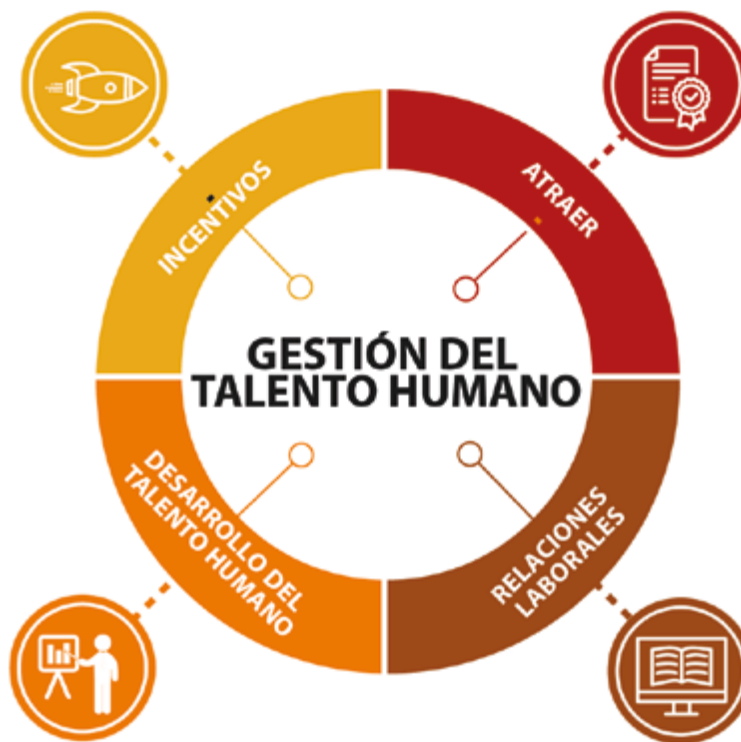 INCENTIVOS
ATRAER
GESTIÓN DEL
TALENTO HUMANO
DESARROLLO DEL
TALENTO HUMANO
RELACIONES
LABORALES